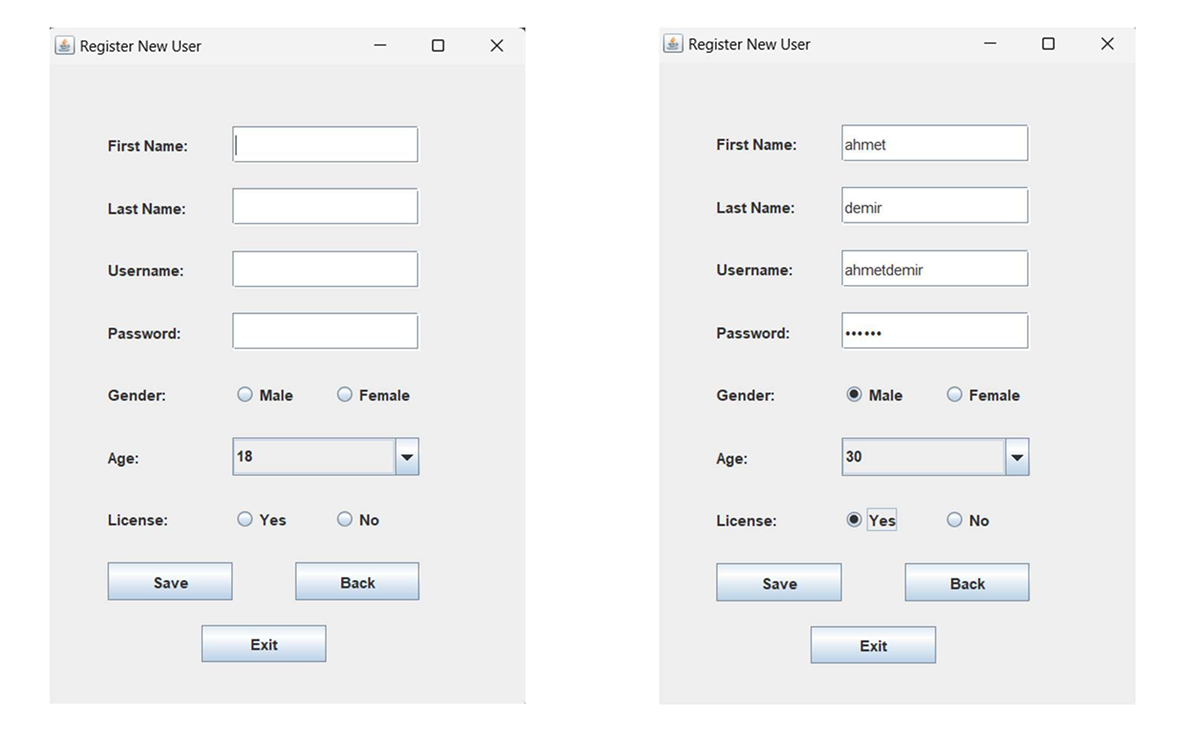 Register New User
First Name:
Last Name:
Username:
Password:
Gender: Male Female
Age: 18
License: Yes No
Save Back
Exit
Register New User
First Name: ahmet
Last Name: demir
Username: ahmetdemir
Password: ••••••
Gender: Male Female
Age: 30
License: Yes No
Save Back
Exit